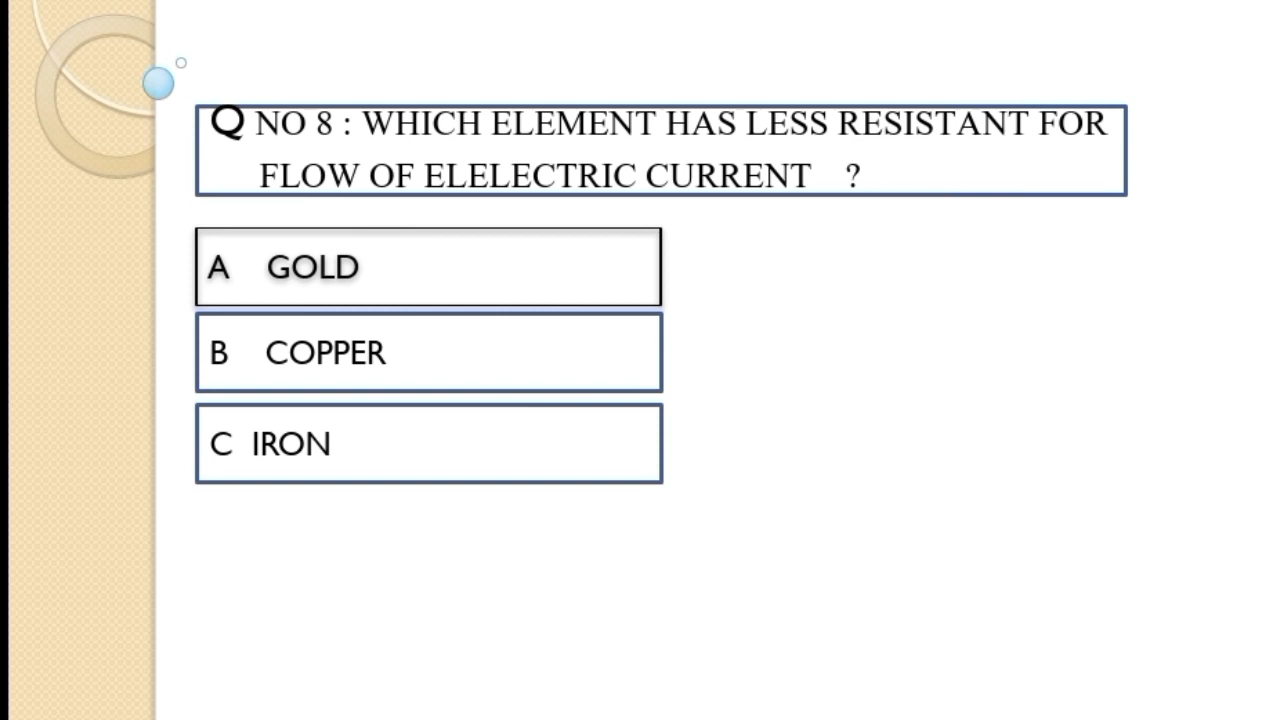 Q NO 8 : WHICH ELEMENT HAS LESS RESISTANT FOR
FLOW OF ELELECTRIC CURRENT ?
A GOLD
B COPPER
C IRON